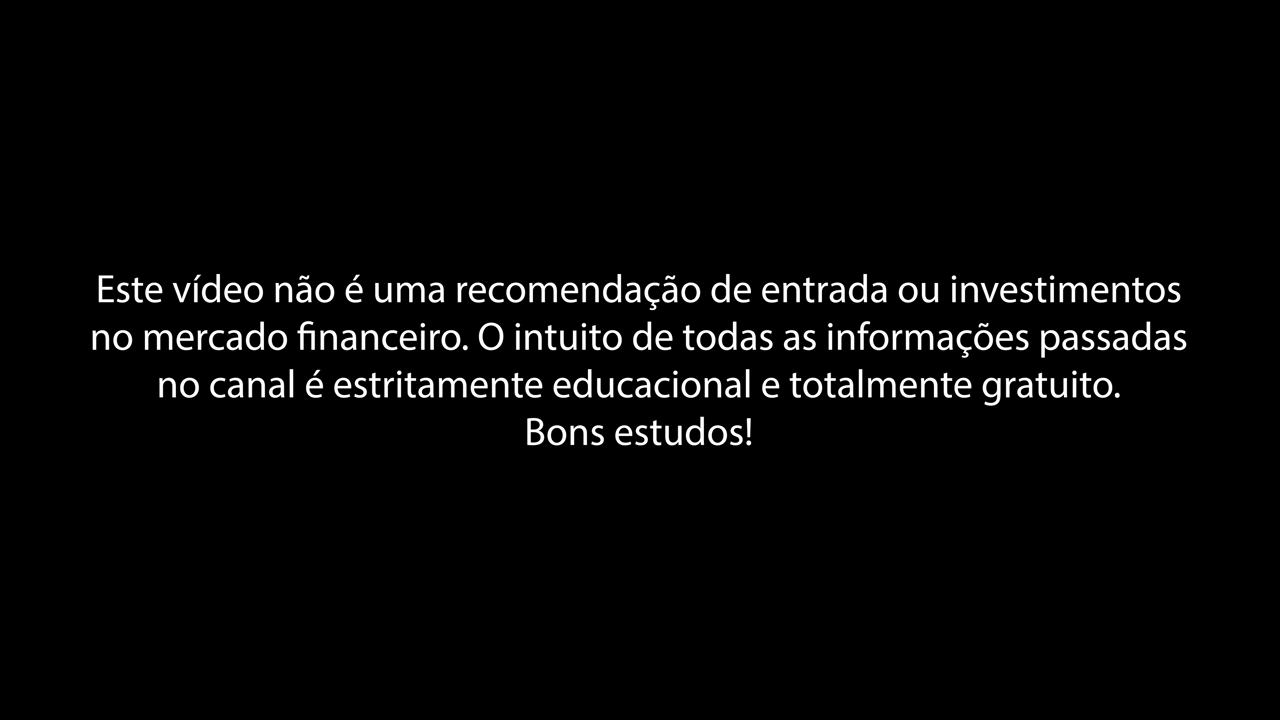 Este vídeo não é uma recomendação de entrada ou investimentos
no mercado financeiro. O intuito de todas as informações passadas
no canal é estritamente educacional e totalmente gratuito.
Bons estudos!